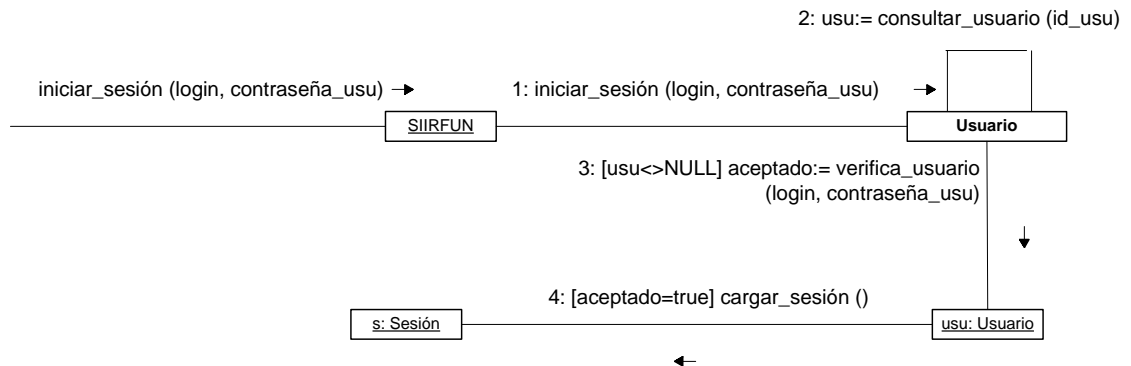 2: usu:= consultar_usuario (id_usu)
iniciar_sesión (login, contraseña_usu)
1: iniciar_sesión (login, contraseña_usu)
SIIRFUN
Usuario
3: [usu<>NULL] aceptado:= verifica_usuario
(login, contraseña_usu)
4: [aceptado=true] cargar_sesión ()
s: Sesión
usu: Usuario